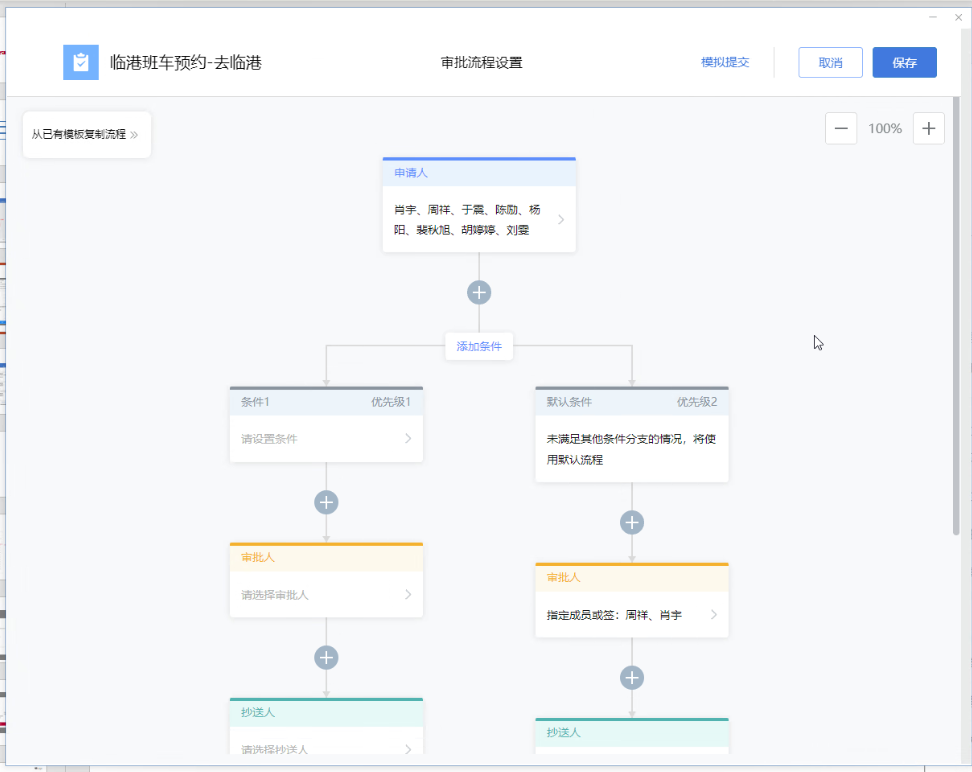 临港班车预约-去临港
审批流程设置
模拟提交
取消
保存
从已有模板复制流程 »
100%
申请人
肖宇、周祥、于震、陈励、杨
阳、裴秋旭、胡婷婷、刘雯
添加条件
条件1 优先级1
请设置条件
默认条件 优先级2
未满足其他条件分支的情况，将使
用默认流程
审批人
请选择审批人
审批人
指定成员或签：周祥、肖宇
抄送人
请选择抄送人
抄送人